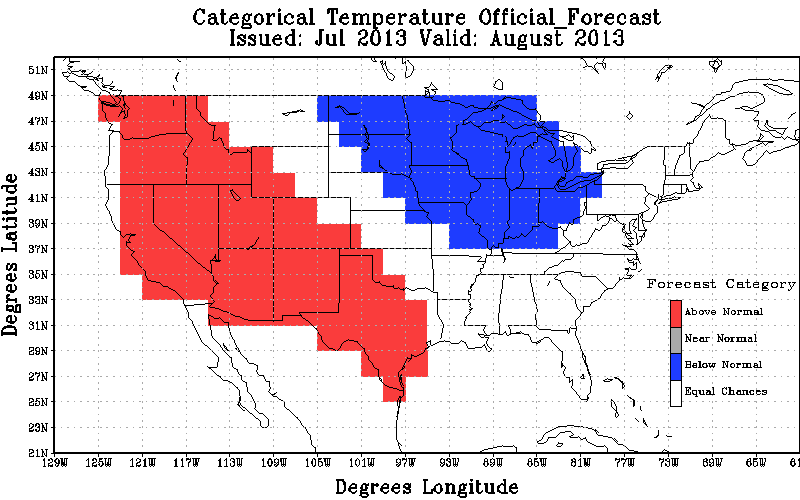 Categorical Temperature Official_Forecast
Issued: Jul 2013 Valid: August 2013
Degrees Latitude
51N
49N
47N
45N
43N
41N
39N
37N
35N
33N
31N
29N
27N
25N
23N
21N
Forecast Category
Above Normal
Near Normal
Below Normal
Equal Chances
129W 125W 121W 117W 113W 109W 105W 101W 97W 93W 89W 85W 81W 77W 73W 69W 65W 61
Degrees Longitude